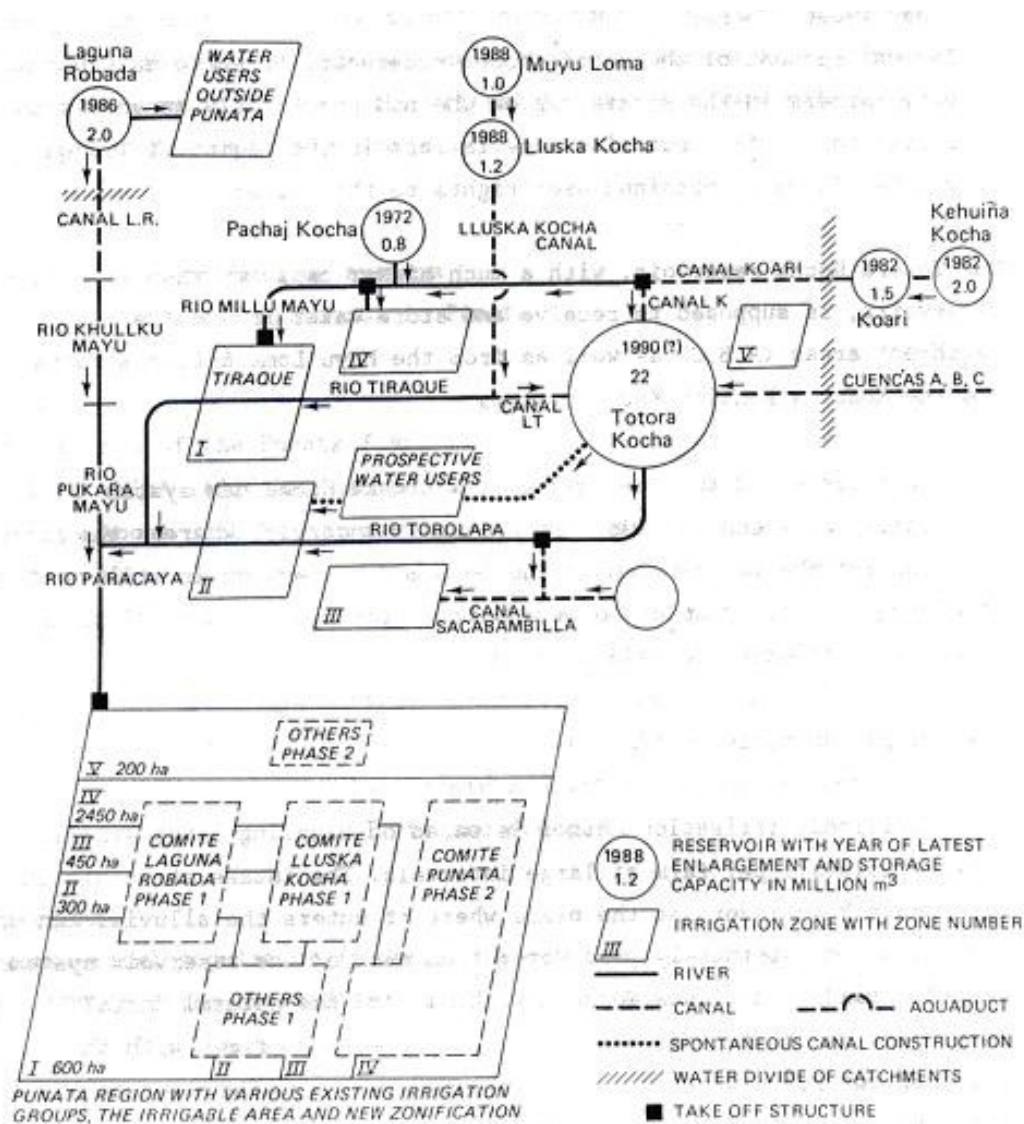 Laguna
Robada
1986
2.0
WATER
USERS
OUTSIDE
PUNATA
1988
1.0
Muyu Loma
1988
1.2
Lluska Kocha
CANAL L.R.
Pachaj Kocha
1972
0.8
LLUSKA KOCHA
CANAL
Kehuiña
Kocha
CANAL KOARI
1982
1.5
Koari
1982
2.0
RIO MILLU MAYU
CANAL K
RIO KHULLKU
MAYU
IV
V
TIRAQUE
I
RIO TIRAQUE
1990(?)
22
Totora
Kocha
CUENCAS A, B, C
CANAL
LT
PROSPECTIVE
WATER USERS
RIO
PUKARA
MAYU
RIO TOROLAPA
RIO PARACAYA
II
III
CANAL
SACABAMBILLA
OTHERS
PHASE 2
V 200 ha
IV
2450 ha
III
450 ha
II
300 ha
COMITE
LAGUNA
ROBADA
PHASE 1
COMITE
LLUSKA
KOCHA
PHASE 1
COMITE
PUNATA
PHASE 2
OTHERS
PHASE 1
I 600 ha
II
III
IV
PUNATA REGION WITH VARIOUS EXISTING IRRIGATION
GROUPS, THE IRRIGABLE AREA AND NEW ZONIFICATION
1988
1.2
RESERVOIR WITH YEAR OF LATEST
ENLARGEMENT AND STORAGE
CAPACITY IN MILLION m³
III
IRRIGATION ZONE WITH ZONE NUMBER
RIVER
CANAL
AQUADUCT
SPONTANEOUS CANAL CONSTRUCTION
WATER DIVIDE OF CATCHMENTS
TAKE OFF STRUCTURE